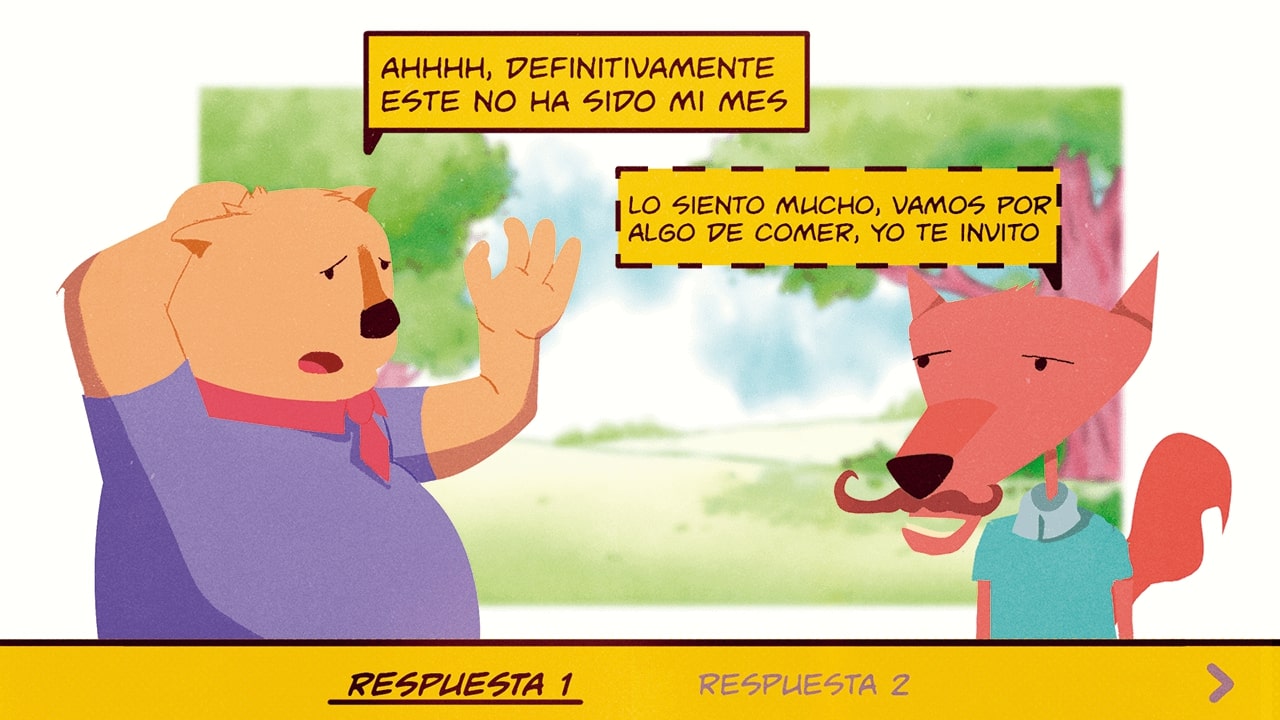 AHHHH, DEFINITIVAMENTE
ESTE NO HA SIDO MI MES
LO SIENTO MUCHO, VAMOS POR
ALGO DE COMER, YO TE INVITO
RESPUESTA 1
RESPUESTA 2